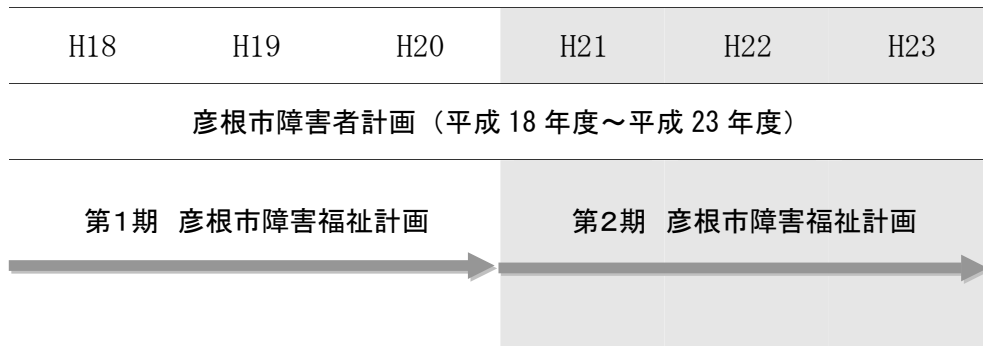 H18 H19 H20 H21 H22 H23
彦根市障害者計画（平成 18 年度～平成 23 年度）
第１期 彦根市障害福祉計画 第２期 彦根市障害福祉計画